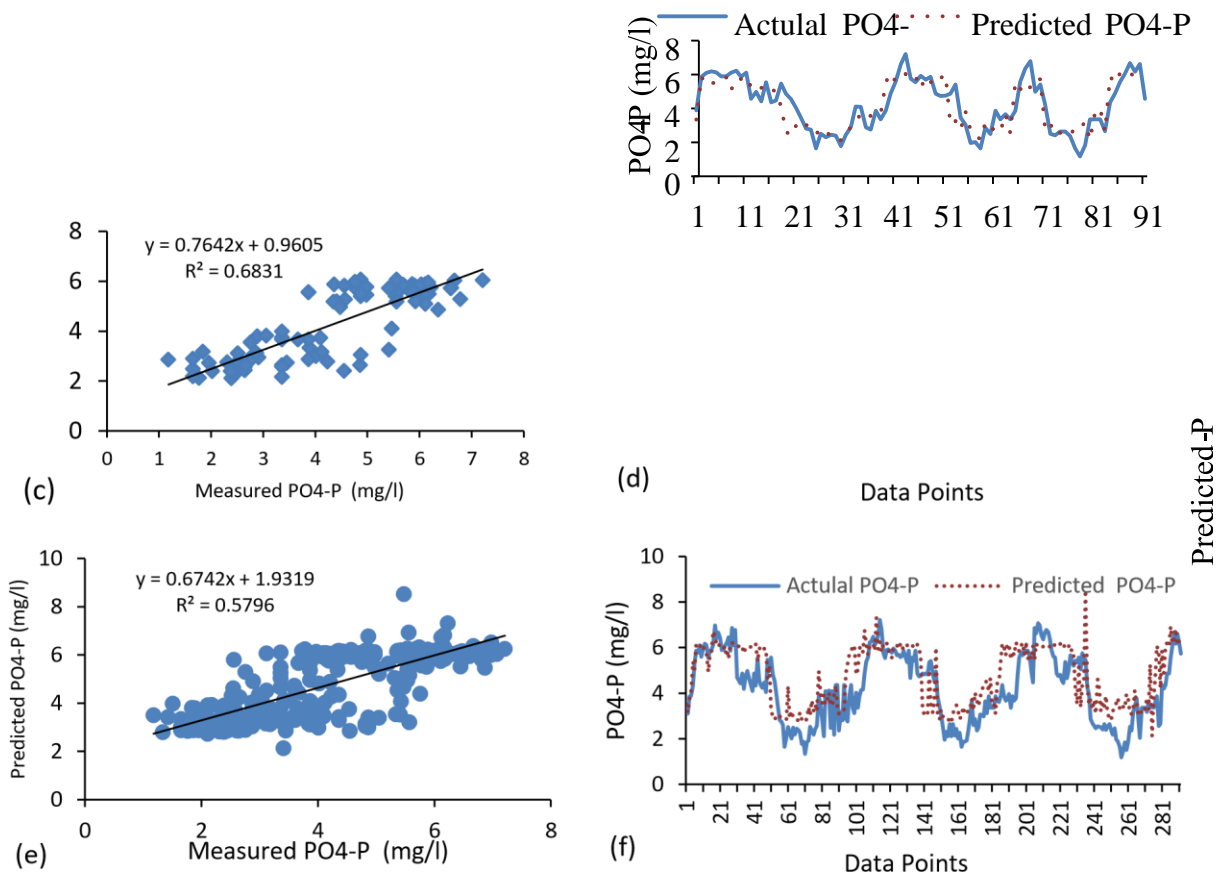 Actulal PO4- Predicted PO4-P
PO4P (mg/l)
8
6
4
2
0
1 11 21 31 41 51 61 71 81 91
8
6
4
2
0
y = 0.7642x + 0.9605
R² = 0.6831
0 1 2 3 4 5 6 7 8
(c)
Measured PO4-P (mg/l)
(d)
Data Points
Predicted-P
10
8
6
4
2
0
Predicted PO4-P (mg/l)
y = 0.6742x + 1.9319
R² = 0.5796
0 2 4 6 8
(e)
Measured PO4-P (mg/l)
10
8
6
4
2
0
PO4-P (mg/l)
Actulal PO4-P Predicted PO4-P
1 21 41 61 81 101 121 141 161 181 201 221 241 261 281
(f)
Data Points